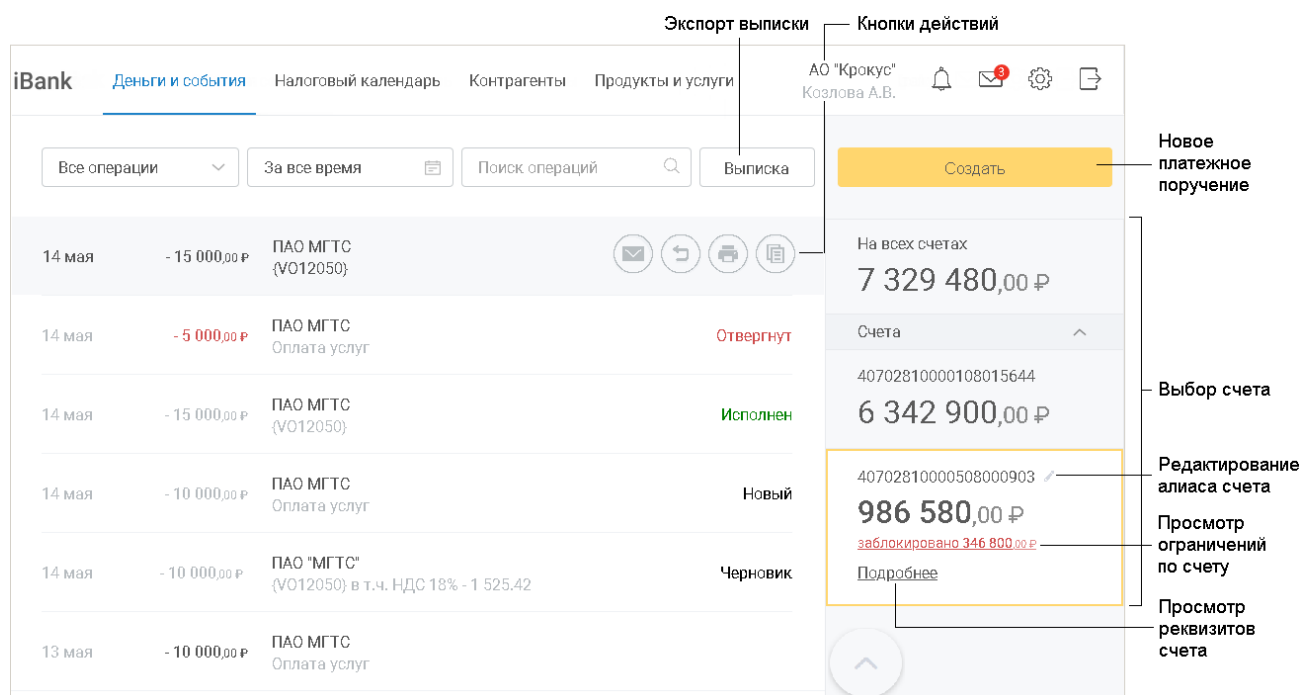 Экспорт выписки
Кнопки действий
iBank
Деньги и события
Налоговый календарь
Контрагенты
Продукты и услуги
АО "Крокус"
Козлова А.В.
3
Все операции
За все время
Поиск операций
Выписка
Создать
Новое
платежное
поручение
14 мая
- 15 000,00 ₽
ПАО МГТС
{VO12050}
14 мая
- 5 000,00 ₽
ПАО МГТС
Оплата услуг
Отвергнут
14 мая
- 15 000,00 ₽
ПАО МГТС
{VO12050}
Исполнен
14 мая
- 10 000,00 ₽
ПАО МГТС
Оплата услуг
Новый
14 мая
- 10 000,00 ₽
ПАО "МГТС"
{VO12050} в т.ч. НДС 18% - 1 525.42
Черновик
13 мая
- 10 000,00 ₽
ПАО МГТС
Оплата услуг
На всех счетах
7 329 480,00 ₽
Счета
40702810000108015644
6 342 900,00 ₽
40702810000508000903
986 580,00 ₽
заблокировано 346 800,00 ₽
Подробнее
Выбор счета
Редактирование
алиаса счета
Просмотр
ограничений
по счету
Просмотр
реквизитов
счета